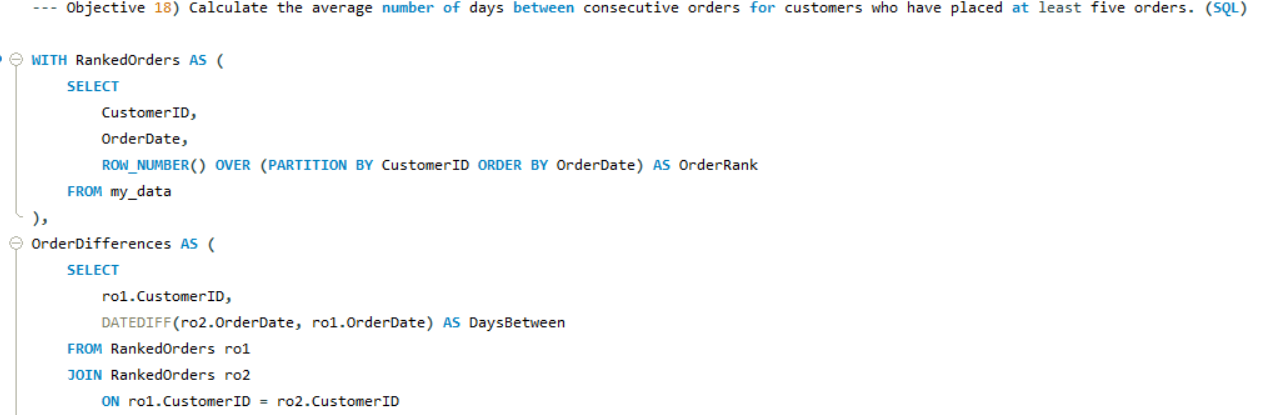 --- Objective 18) Calculate the average number of days between consecutive orders for customers who have placed at least five orders. (SQL)
WITH RankedOrders AS (
SELECT
CustomerID,
OrderDate,
ROW_NUMBER() OVER (PARTITION BY CustomerID ORDER BY OrderDate) AS OrderRank
FROM my_data
),
OrderDifferences AS (
SELECT
ro1.CustomerID,
DATEDIFF(ro2.OrderDate, ro1.OrderDate) AS DaysBetween
FROM RankedOrders ro1
JOIN RankedOrders ro2
ON ro1.CustomerID = ro2.CustomerID